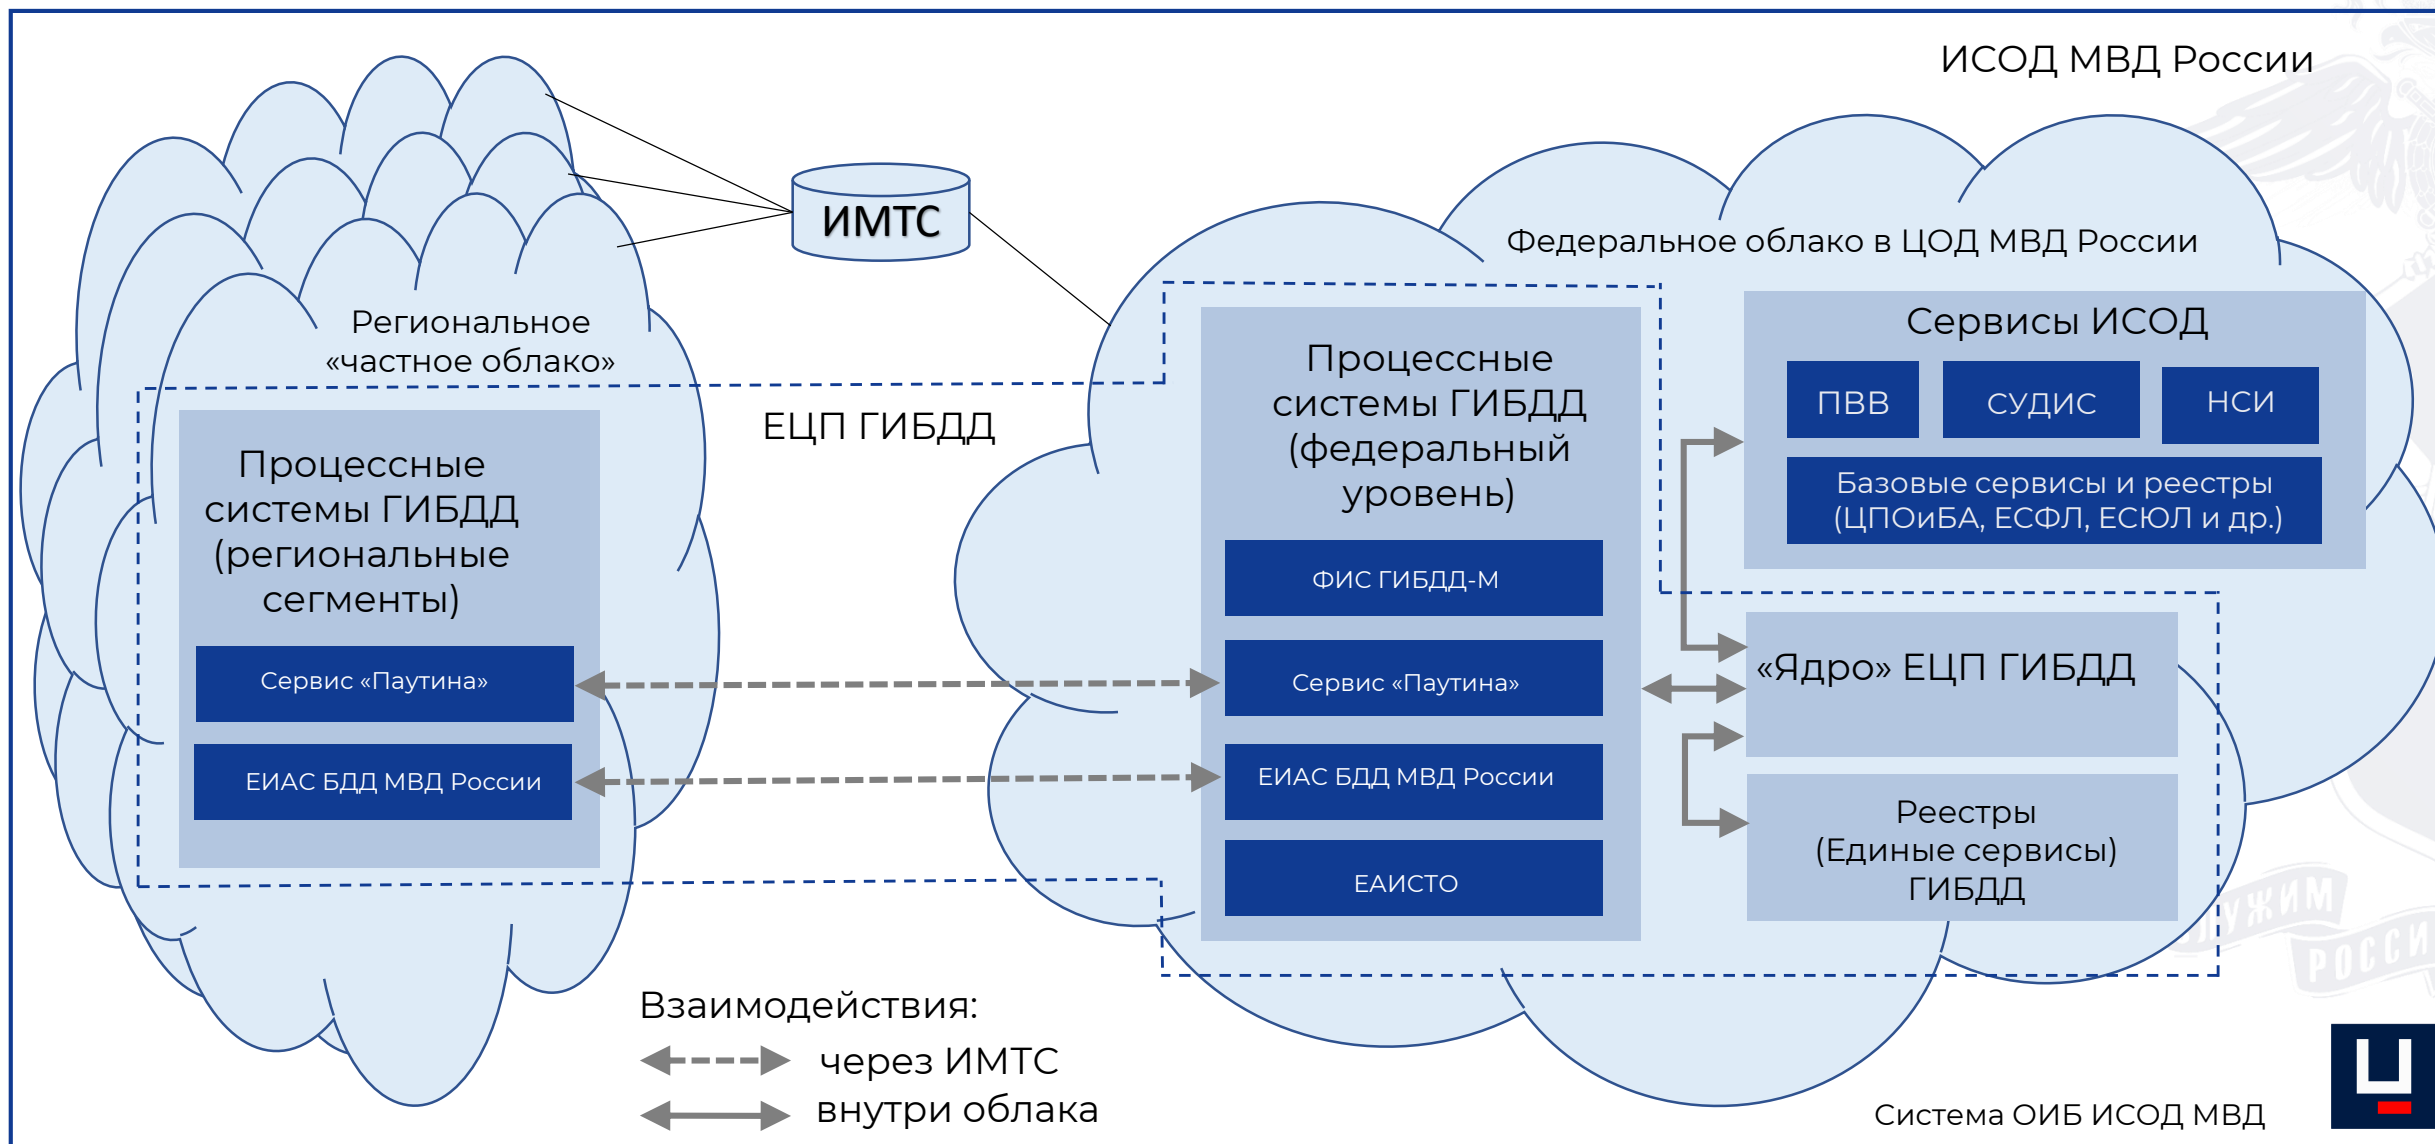 ИСОД МВД России
ИМТС
Федеральное облако в ЦОД МВД России
Региональное
«частное облако»
ЕЦП ГИБДД
Процессные
системы ГИБДД
(региональные
сегменты)
Сервис «Паутина»
ЕИАС БДД МВД России
Процессные
системы ГИБДД
(федеральный
уровень)
ФИС ГИБДД-М
Сервис «Паутина»
ЕИАС БДД МВД России
ЕАИСТО
Сервисы ИСОД
ПВВ
СУДИС
НСИ
Базовые сервисы и реестры
(ЦПОиБА, ЕСФЛ, ЕСЮЛ и др.)
«Ядро» ЕЦП ГИБДД
Реестры
(Единые сервисы)
ГИБДД
Взаимодействия:
через ИМТС
внутри облака
Система ОИБ ИСОД МВД
Ц